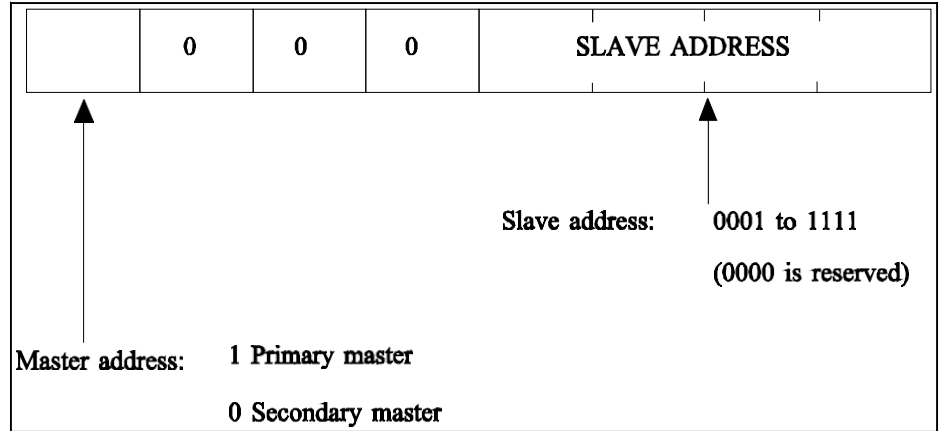 0 0 0 SLAVE ADDRESS
Slave address: 0001 to 1111
(0000 is reserved)
Master address: 1 Primary master
0 Secondary master